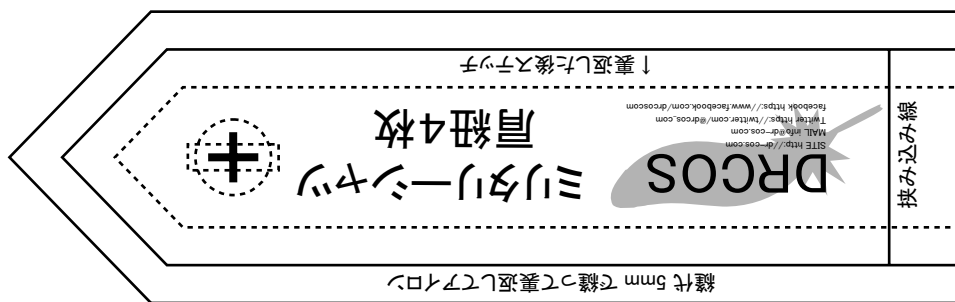 縫代 5mm で縫って裏返してアイロン
DRCOS
SITE http://dr−cos.com
MAIL info@dr−cos.com
Twitter https://twitter.com/@drcos_com
facebook https://www.facebook.com/drcoscom
ミリタリーシャツ
肩紐4枚
↑裏返した後ステッチ
挟み込み線